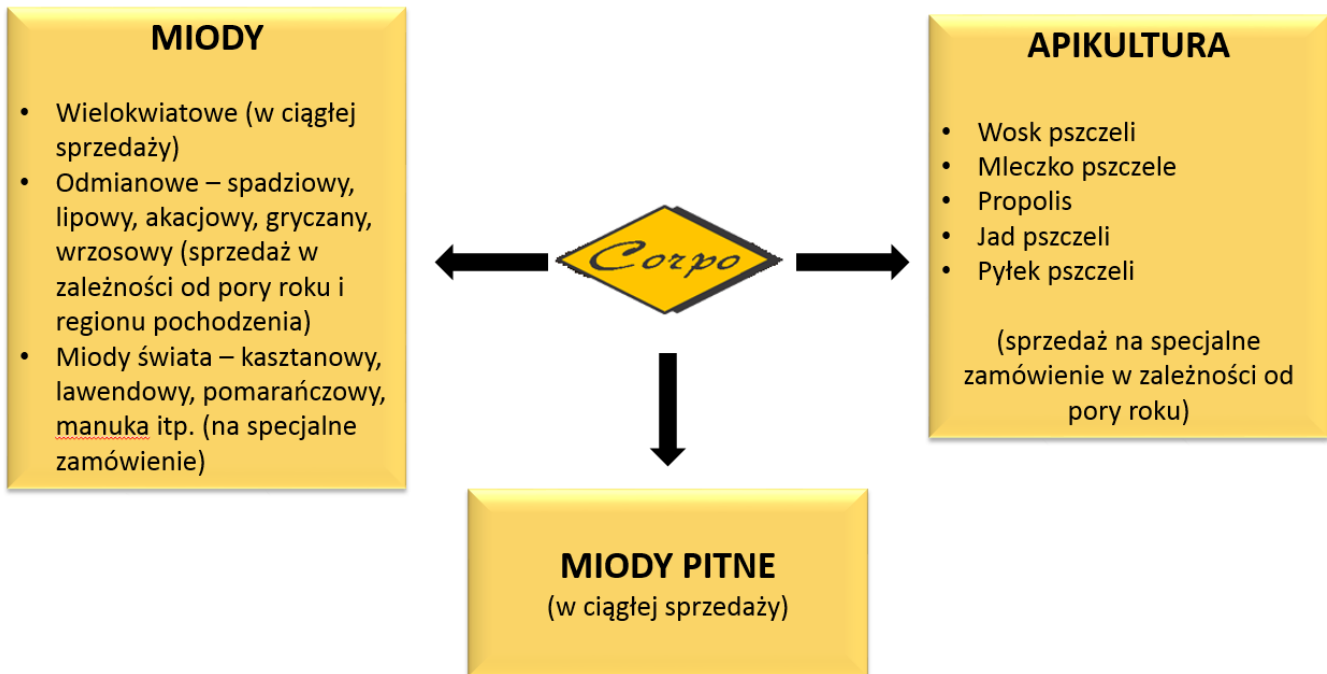 MIODY
• Wielokwiatowe (w ciągłej
sprzedaży)
• Odmianowe – spadziowy,
lipowy, akacjowy, gryczany,
wrzosowy (sprzedaż w
zależności od pory roku i
regionu pochodzenia)
• Miody świata – kasztanowy,
lawendowy, pomarańczowy,
manuka itp. (na specjalne
zamówienie)
Corpo
APIKULTURA
• Wosk pszczeli
• Mleczko pszczele
• Propolis
• Jad pszczeli
• Pyłek pszczeli
(sprzedaż na specjalne
zamówienie w zależności od
pory roku)
MIODY PITNE
(w ciągłej sprzedaży)